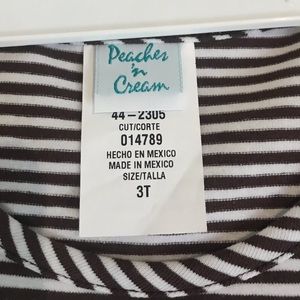 Peaches
'n
Cream
44-2305
CUT/CORTE
014789
HECHO EN MEXICO
MADE IN MEXICO
SIZE/TALLA
3T